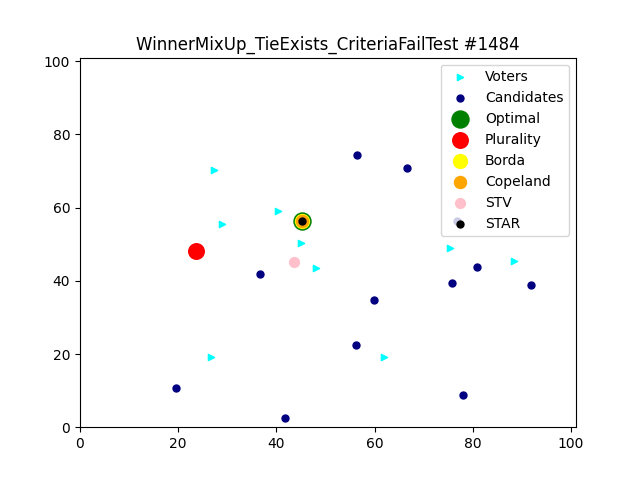 WinnerMixUp_TieExists_CriteriaFailTest #1484
100
80
60
40
20
0
0 20 40 60 80 100
Voters
Candidates
Optimal
Plurality
Borda
Copeland
STV
STAR